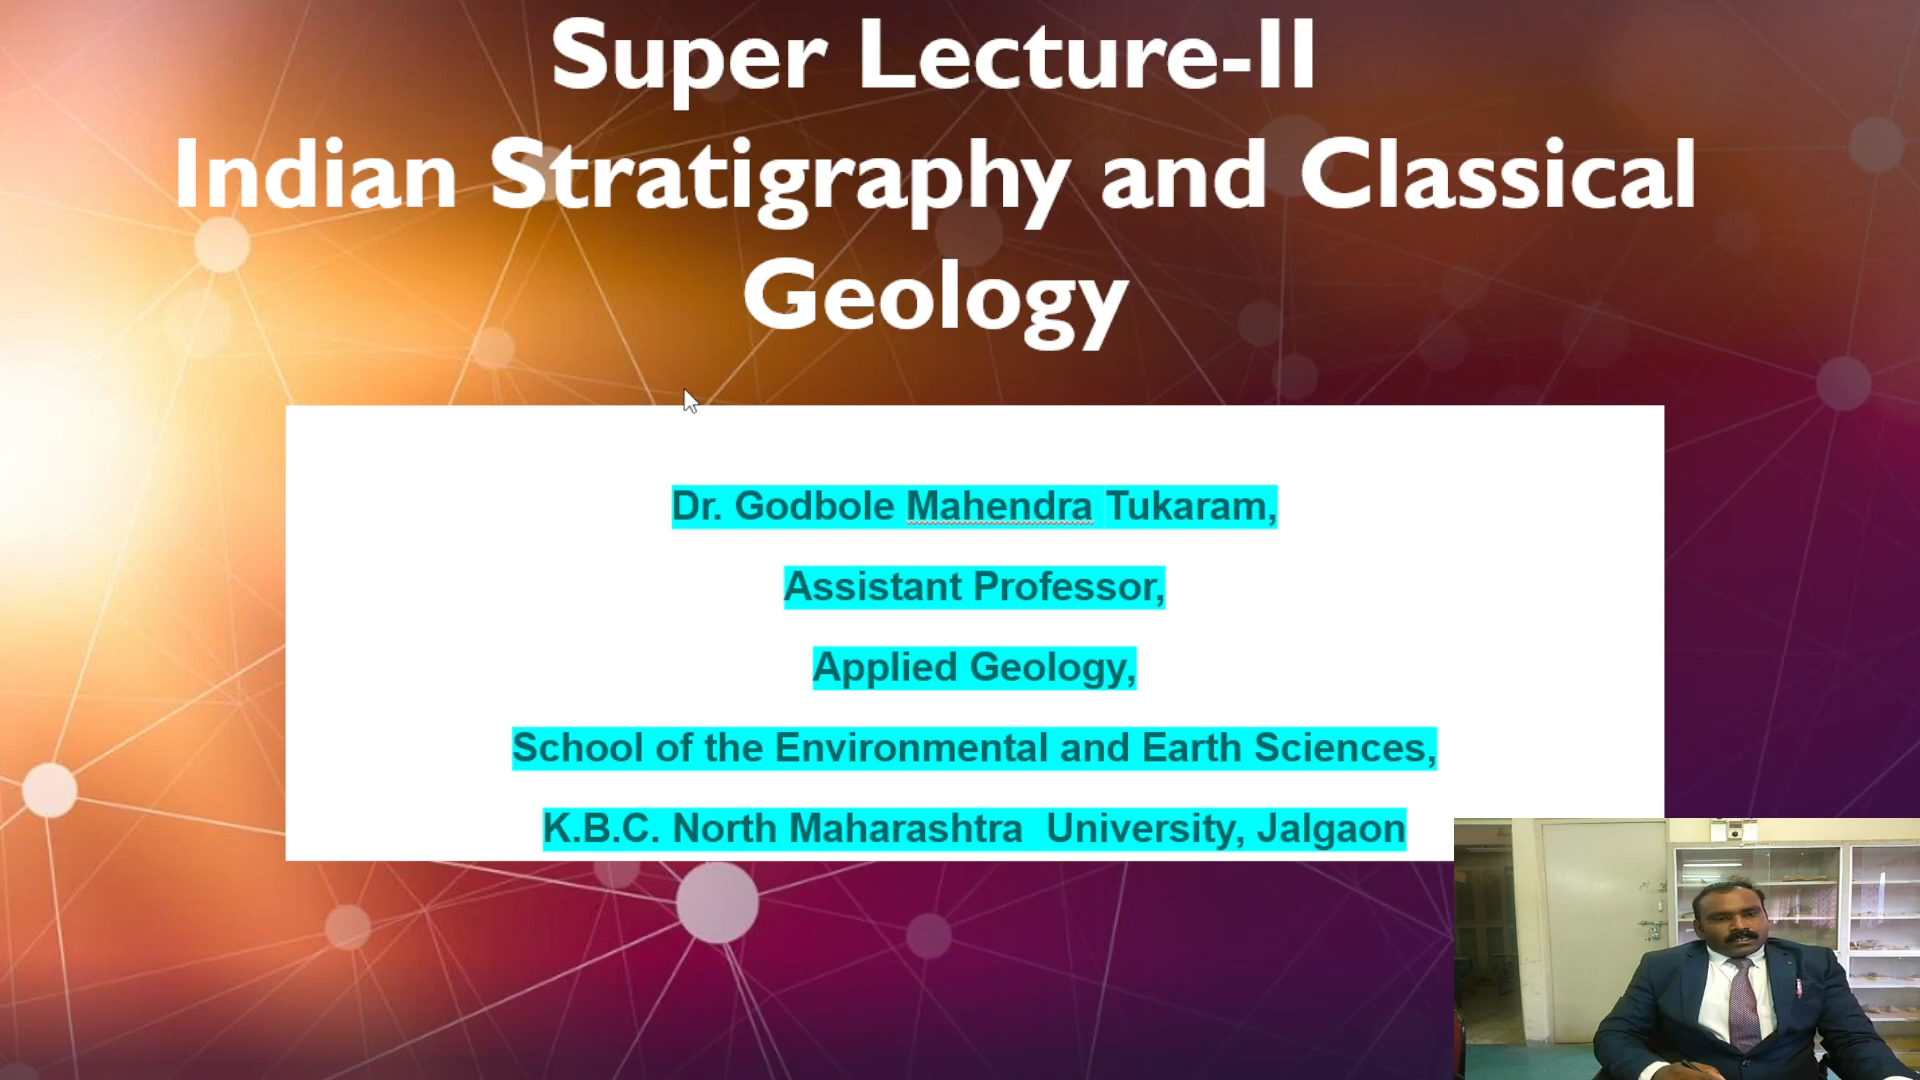 Super Lecture-II
Indian Stratigraphy and Classical
Geology
Dr. Godbole Mahendra Tukaram,
Assistant Professor,
Applied Geology,
School of the Environmental and Earth Sciences,
K.B.C. North Maharashtra  University, Jalgaon